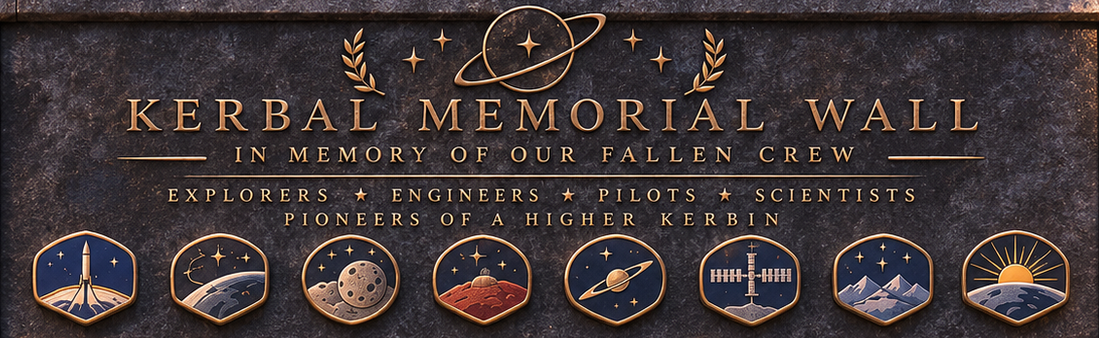 KERBAL MEMORIAL WALL
IN MEMORY OF OUR FALLEN CREW
EXPLORERS ★ ENGINEERS ★ PILOTS ★ SCIENTISTS
PIONEERS OF A HIGHER KERBIN